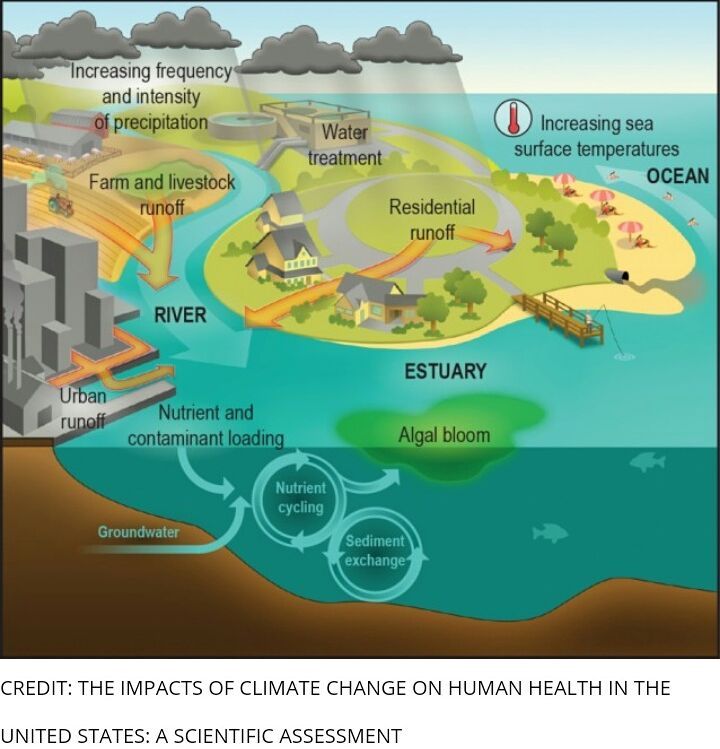 Increasing frequency
and intensity
of precipitation
Water
treatment
Increasing sea
surface temperatures
OCEAN
Farm and livestock
runoff
Residential
runoff
RIVER
ESTUARY
Urban
runoff
Nutrient and
contaminant loading
Algal bloom
Nutrient
cycling
Groundwater
Sediment
exchange
CREDIT: THE IMPACTS OF CLIMATE CHANGE ON HUMAN HEALTH IN THE
UNITED STATES: A SCIENTIFIC ASSESSMENT